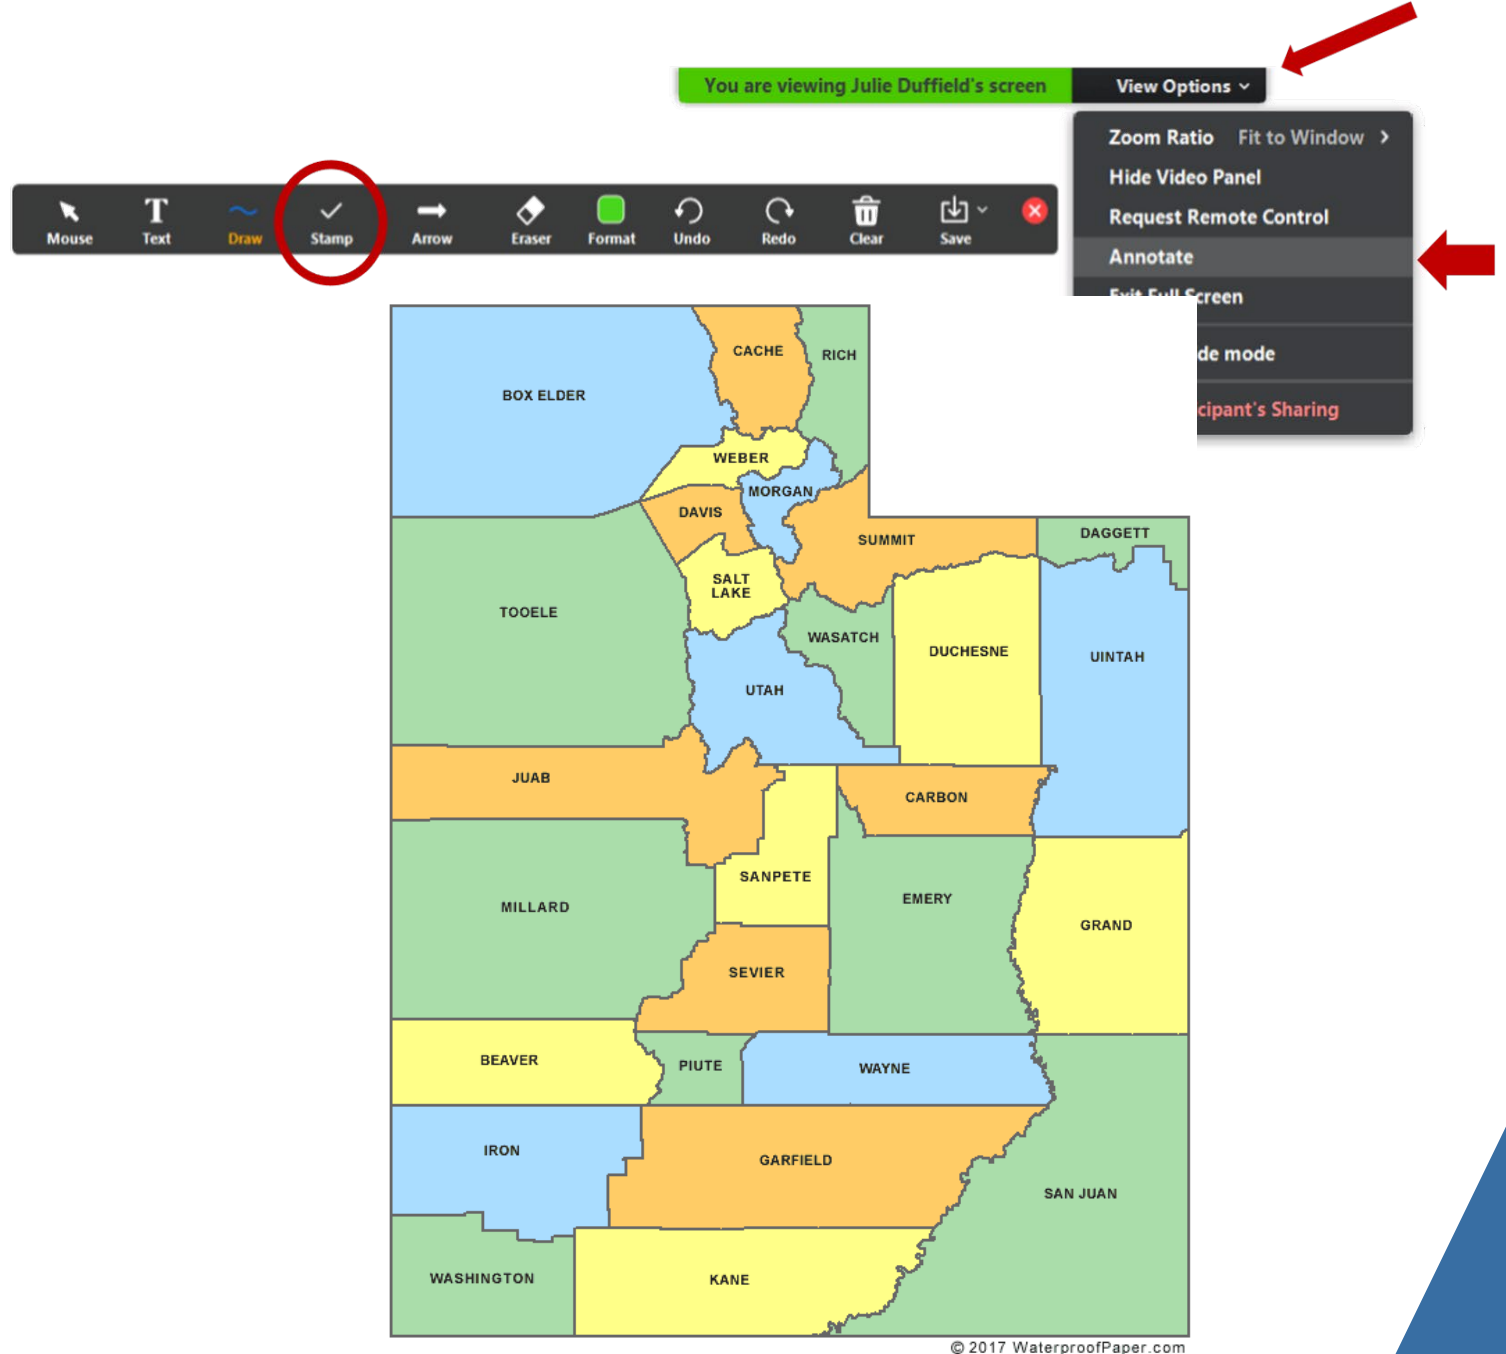 You are viewing Julie Duffield's screen
View Options
Zoom Ratio Fit to Window
Hide Video Panel
Request Remote Control
Annotate
Exit Full Screen
de mode
cipant's Sharing
Mouse
Text
Draw
Stamp
Arrow
Eraser
Format
Undo
Redo
Clear
Save
CACHE
RICH
BOX ELDER
WEBER
MORGAN
DAVIS
SUMMIT
DAGGETT
SALT
LAKE
TOOELE
WASATCH
DUCHESNE
UINTAH
UTAH
JUAB
CARBON
SANPETE
EMERY
MILLARD
GRAND
SEVIER
BEAVER
PIUTE
WAYNE
IRON
GARFIELD
SAN JUAN
WASHINGTON
KANE
© 2017 WaterproofPaper.com